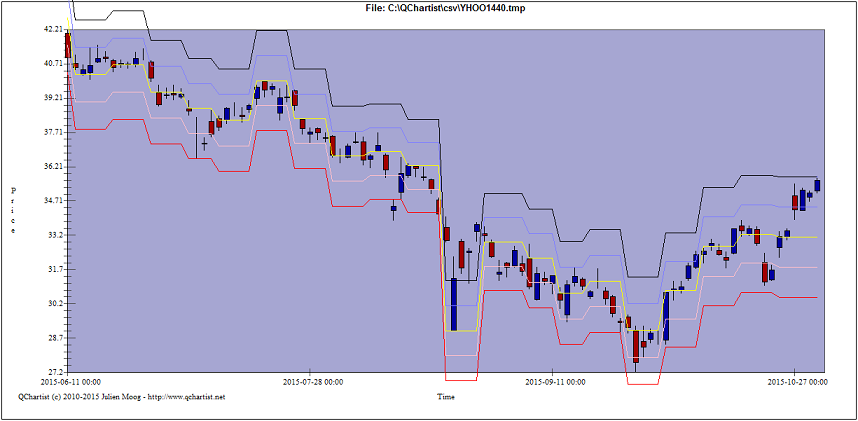 File: C:\QChartist\csv\YHOO1440.tmp
42.21
40.71
39.21
37.71
36.21
34.71
33.2
31.7
30.2
28.7
27.2
Price
2015-06-11 00:00 2015-07-28 00:00 2015-09-11 00:00 2015-10-27 00:00
QChartist (c) 2010-2015 Julien Moog - http://www.qchartist.net Time